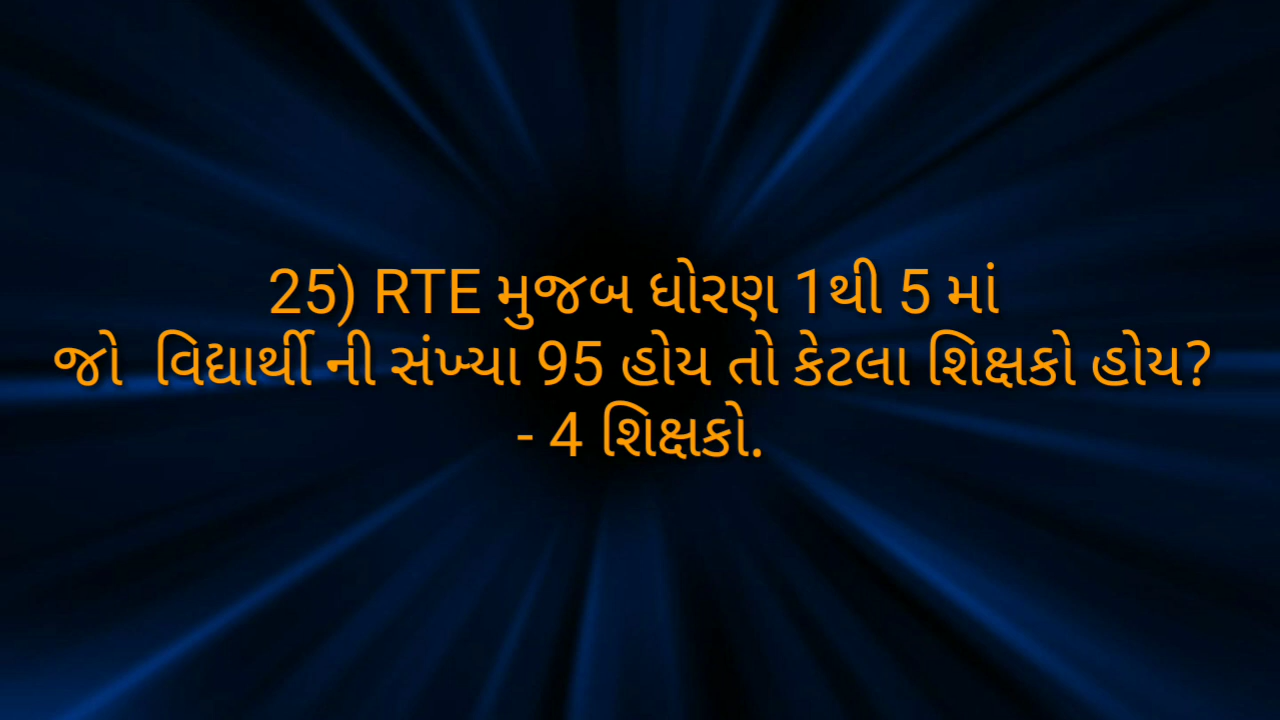 25) RTE મુજબ ધોરણ 1થી 5 માં
જો  વિદ્યાર્થી ની સંખ્યા 95 હોય તો કેટલા શિક્ષકો હોય?
- 4 શિક્ષકો.